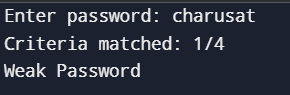 Enter password: charusat
Criteria matched: 1/4
Weak Password